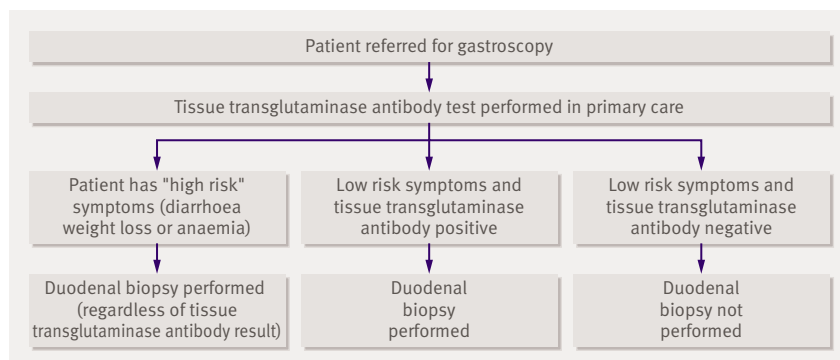 Patient referred for gastroscopy
Tissue transglutaminase antibody test performed in primary care
Patient has "high risk"
symptoms (diarrhoea
weight loss or anaemia)
Low risk symptoms and
tissue transglutaminase
antibody positive
Low risk symptoms and
tissue transglutaminase
antibody negative
Duodenal biopsy performed
(regardless of tissue
transglutaminase antibody result)
Duodenal
biopsy
performed
Duodenal
biopsy not
performed